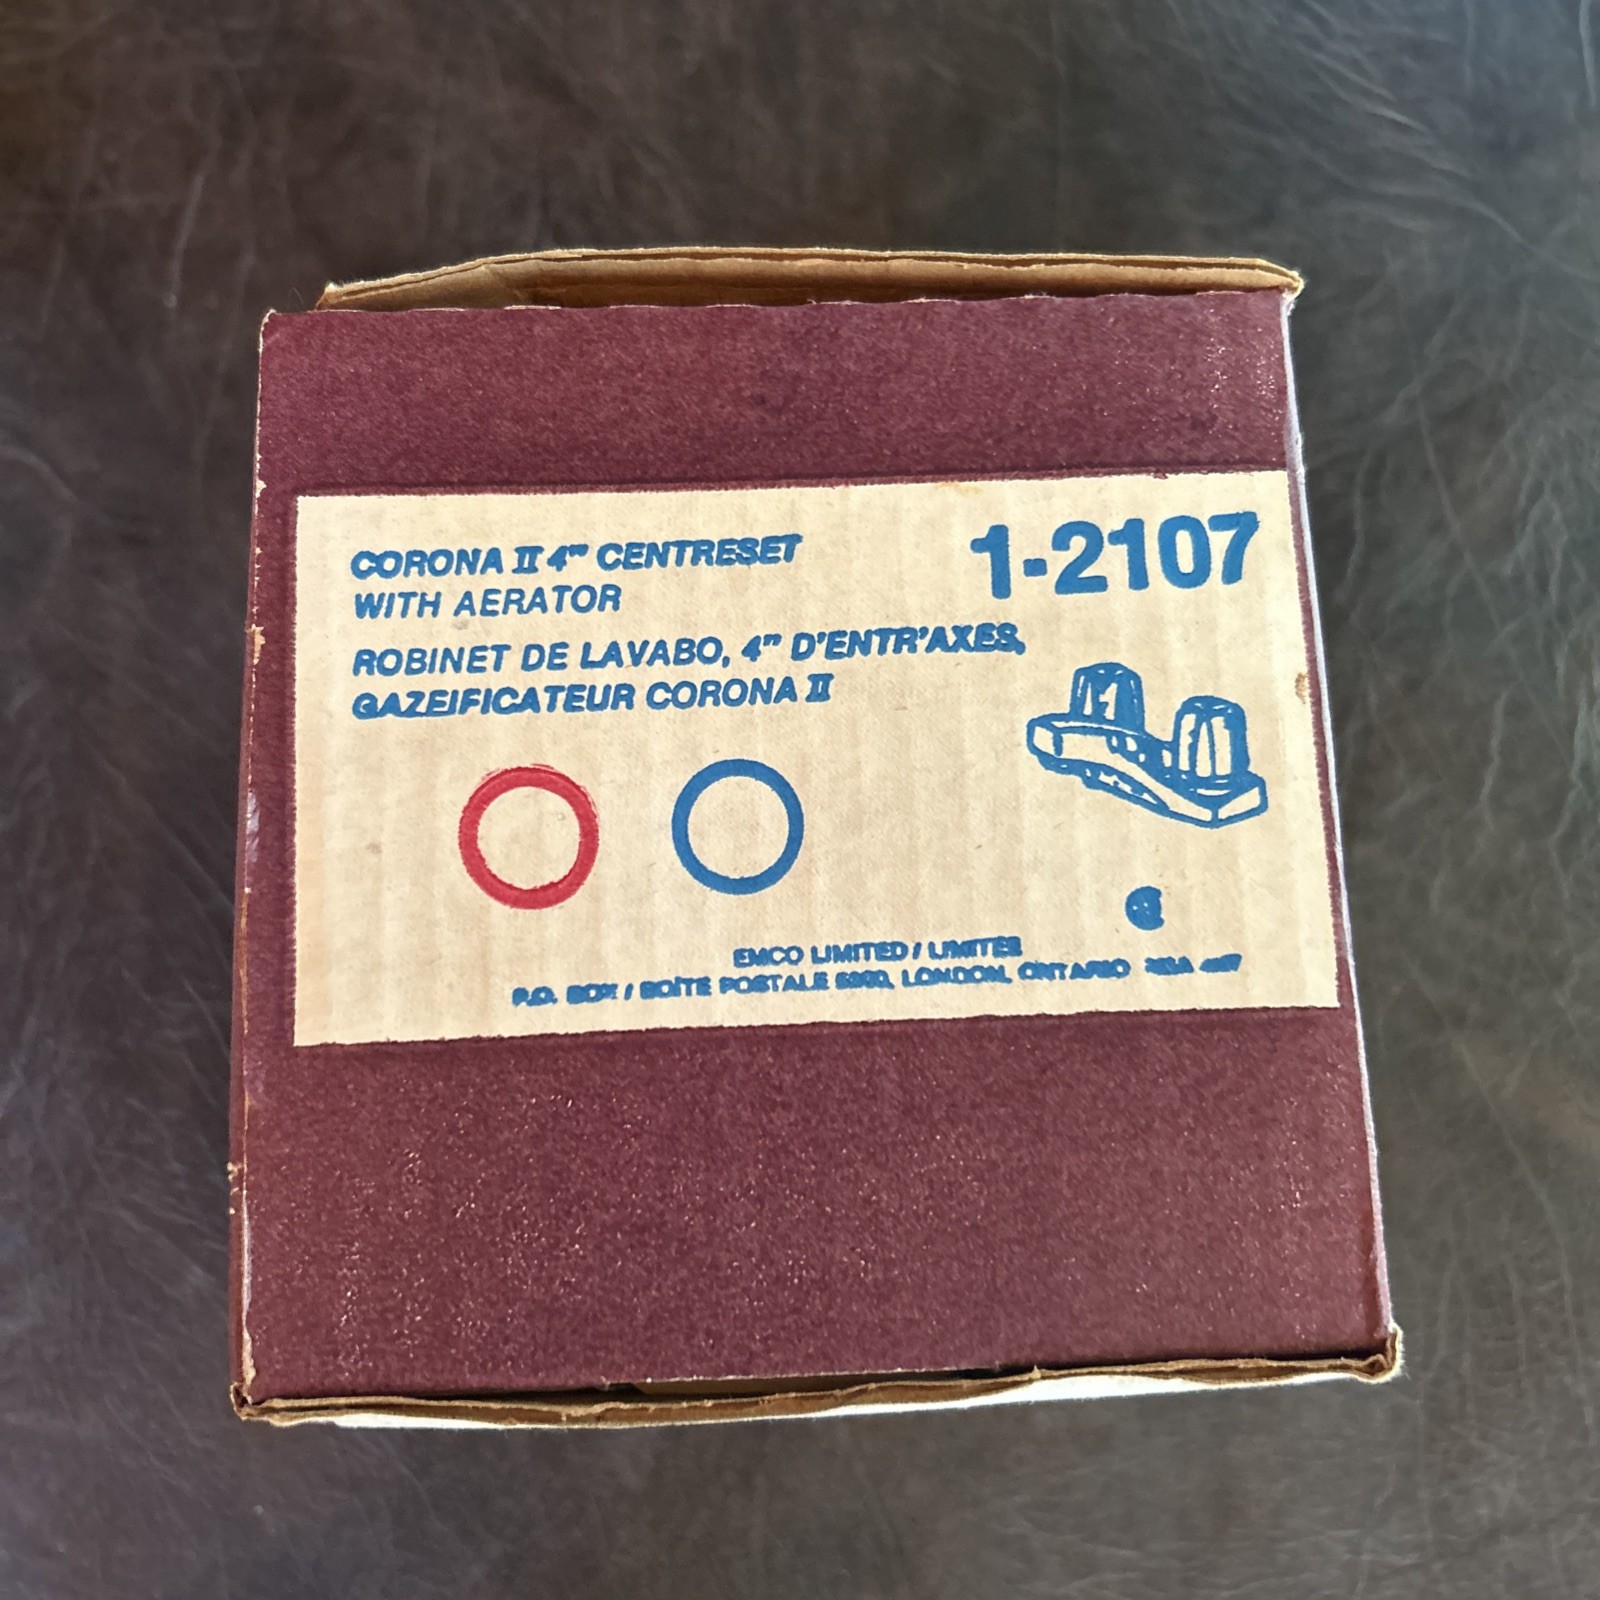 CORONA II 4" CENTRESET
WITH AERATOR
1-2107
ROBINET DE LAVABO, 4" D'ENTR'AXES,
GAZEIFICATEUR CORONA II
EMCO LIMITED / LIMITEE
P.O. BOX / BOÎTE POSTALE LONDON, ONTARIO